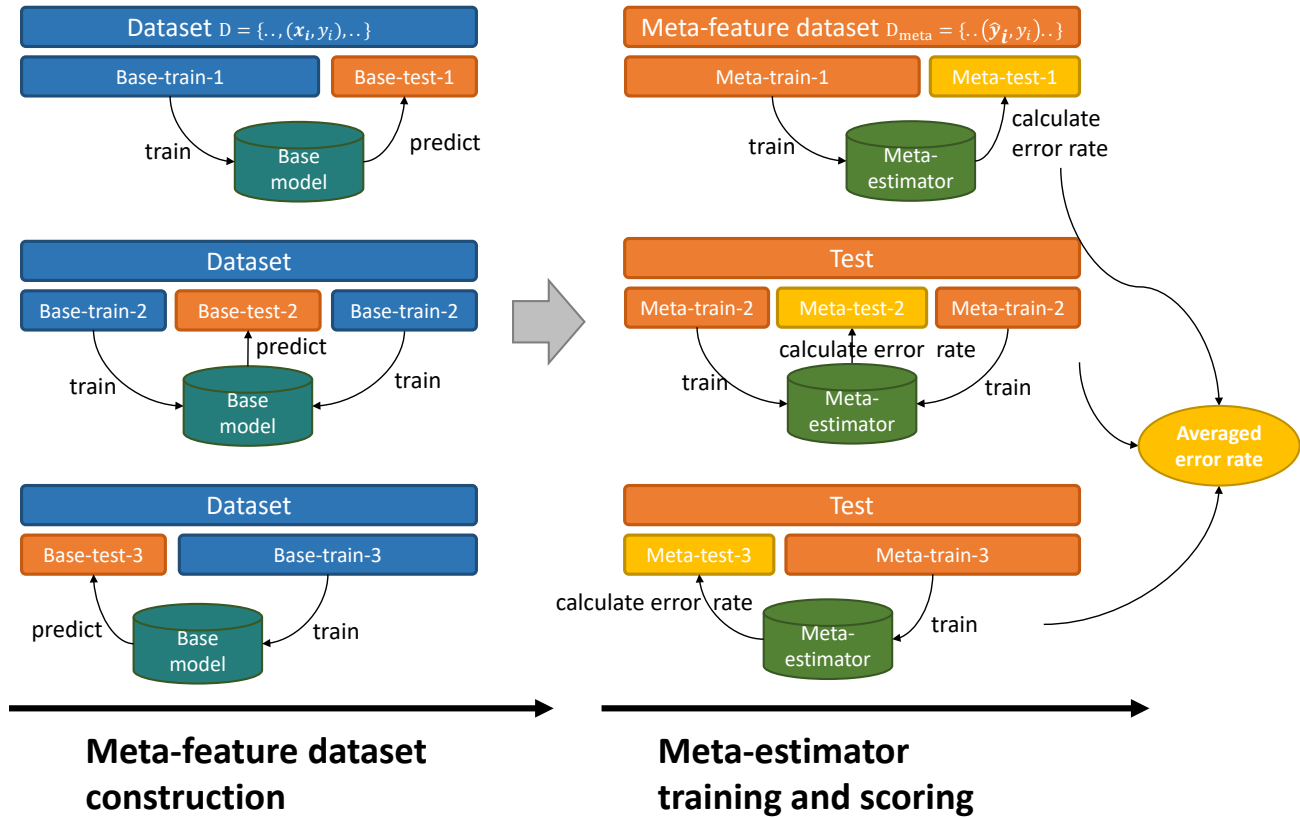 Dataset D = {..,(𝒙ᵢ, yᵢ),..}
Base-train-1
Base-test-1
train
Base
model
predict
Dataset
Base-train-2
Base-test-2
Base-train-2
predict
train
train
Base
model
Dataset
Base-test-3
Base-train-3
predict
train
Base
model
Meta-feature dataset
construction
Meta-feature dataset D_meta = {..(ŷᵢ, yᵢ)..}
Meta-train-1
Meta-test-1
train
Meta-
estimator
calculate
error rate
Test
Meta-train-2
Meta-test-2
Meta-train-2
calculate error rate
train
train
Meta-
estimator
Test
Meta-test-3
Meta-train-3
calculate error rate
train
Meta-
estimator
Averaged
error rate
Meta-estimator
training and scoring